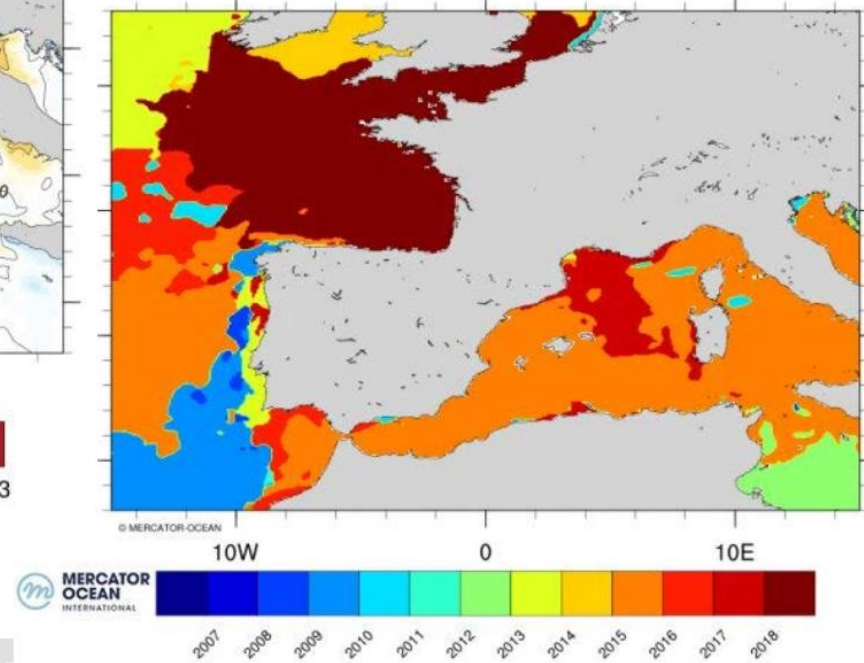 0
3
© MERCATOR-OCEAN
10W 0 10E
MERCATOR
OCEAN
INTERNATIONAL
2007 2008 2009 2010 2011 2012 2013 2014 2015 2016 2017 2018